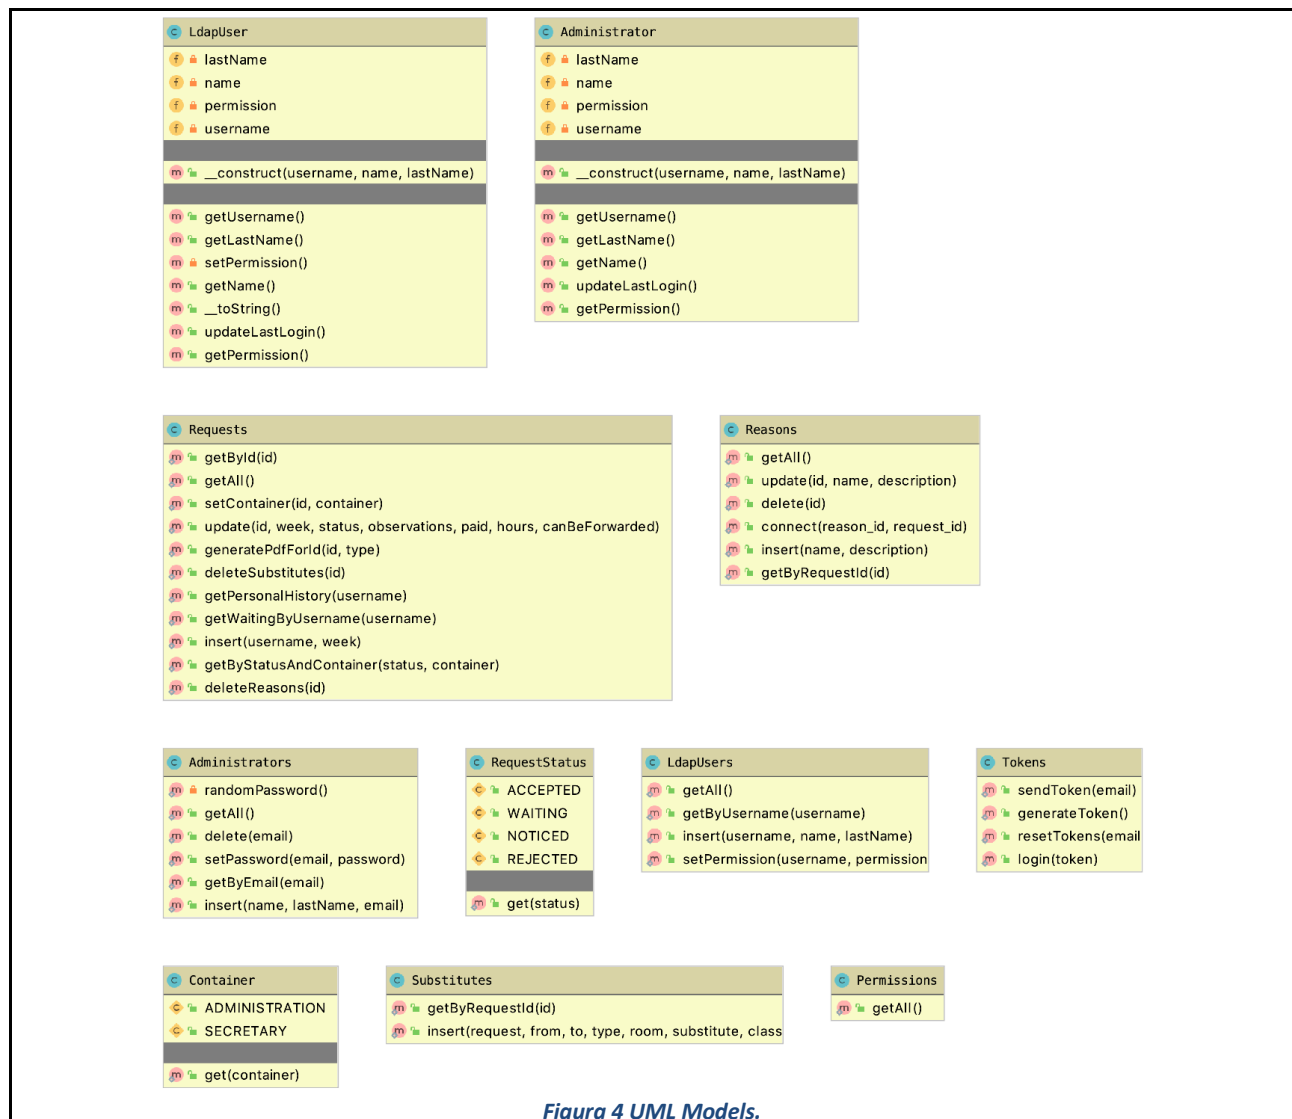 LdapUser
lastName
name
permission
username
__construct(username, name, lastName)
getUsername()
getLastName()
setPermission()
getName()
__toString()
updateLastLogin()
getPermission()
Administrator
lastName
name
permission
username
__construct(username, name, lastName)
getUsername()
getLastName()
getName()
updateLastLogin()
getPermission()
Requests
getById(id)
getAll()
setContainer(id, container)
update(id, week, status, observations, paid, hours, canBeForwarded)
generatePdfForId(id, type)
deleteSubstitutes(id)
getPersonalHistory(username)
getWaitingByUsername(username)
insert(username, week)
getByStatusAndContainer(status, container)
deleteReasons(id)
Reasons
getAll()
update(id, name, description)
delete(id)
connect(reason_id, request_id)
insert(name, description)
getByRequestId(id)
Administrators
randomPassword()
getAll()
delete(email)
setPassword(email, password)
getByEmail(email)
insert(name, lastName, email)
RequestStatus
ACCEPTED
WAITING
NOTICED
REJECTED
get(status)
LdapUsers
getAll()
getByUsername(username)
insert(username, name, lastName)
setPermission(username, permission
Tokens
sendToken(email)
generateToken()
resetTokens(email
login(token)
Container
ADMINISTRATION
SECRETARY
get(container)
Substitutes
getByRequestId(id)
insert(request, from, to, type, room, substitute, class
Permissions
getAll()
Figura 4 UML Models.